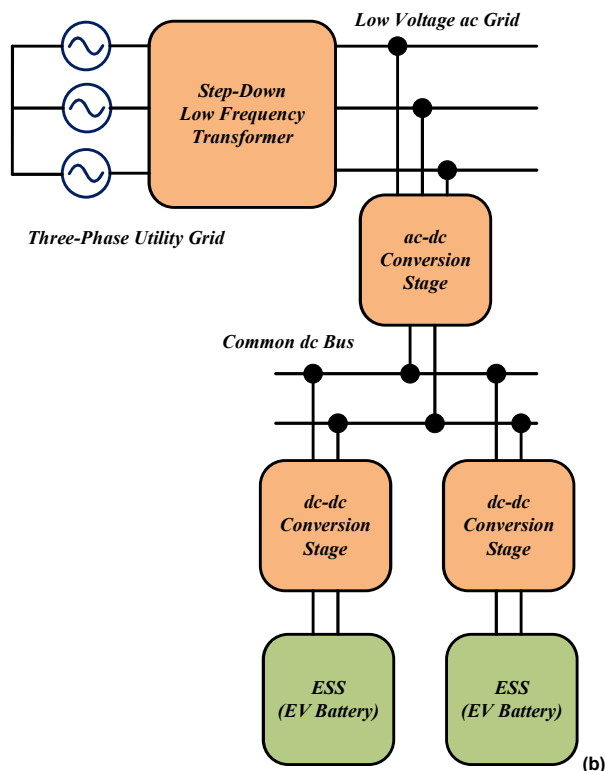 Low Voltage ac Grid
Step-Down
Low Frequency
Transformer
Three-Phase Utility Grid
ac-dc
Conversion
Stage
Common dc Bus
dc-dc
Conversion
Stage
dc-dc
Conversion
Stage
ESS
(EV Battery)
ESS
(EV Battery)
(b)